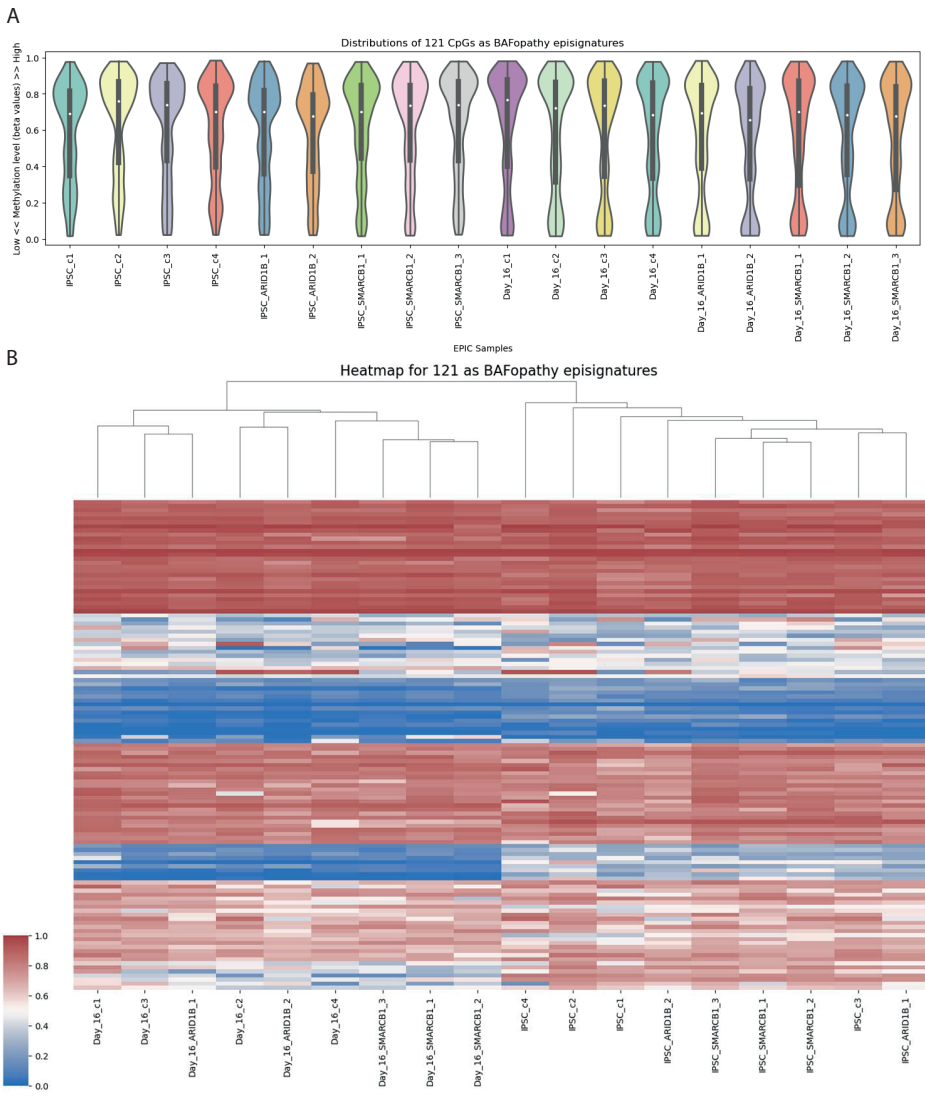 A
Distributions of 121 CpGs as BAFopathy episignatures
Low << Methylation level (beta values) >> High
1.0
0.8
0.6
0.4
0.2
0.0
IPSC_c1
IPSC_c2
IPSC_c3
IPSC_c4
IPSC_ARID1B_1
IPSC_ARID1B_2
IPSC_SMARCB1_1
IPSC_SMARCB1_2
IPSC_SMARCB1_3
Day_16_c1
Day_16_c2
Day_16_c3
Day_16_c4
Day_16_ARID1B_1
Day_16_ARID1B_2
Day_16_SMARCB1_1
Day_16_SMARCB1_2
Day_16_SMARCB1_3
EPIC Samples
B
Heatmap for 121 as BAFopathy episignatures
1.0
0.8
0.6
0.4
0.2
0.0
Day_16_c1
Day_16_c3
Day_16_ARID1B_1
Day_16_c2
Day_16_ARID1B_2
Day_16_c4
Day_16_SMARCB1_3
Day_16_SMARCB1_1
Day_16_SMARCB1_2
IPSC_c4
IPSC_c2
IPSC_c1
IPSC_ARID1B_2
IPSC_SMARCB1_3
IPSC_SMARCB1_1
IPSC_SMARCB1_2
IPSC_c3
IPSC_ARID1B_1